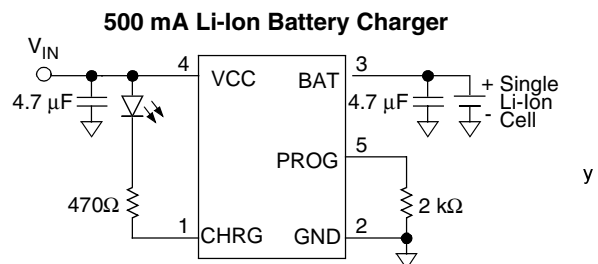 500 mA Li-Ion Battery Charger
VIN
4 VCC BAT 3
4.7 μF
4.7 μF
+ Single
Li-Ion
- Cell
PROG 5
y
470Ω
2 kΩ
1 CHRG GND 2